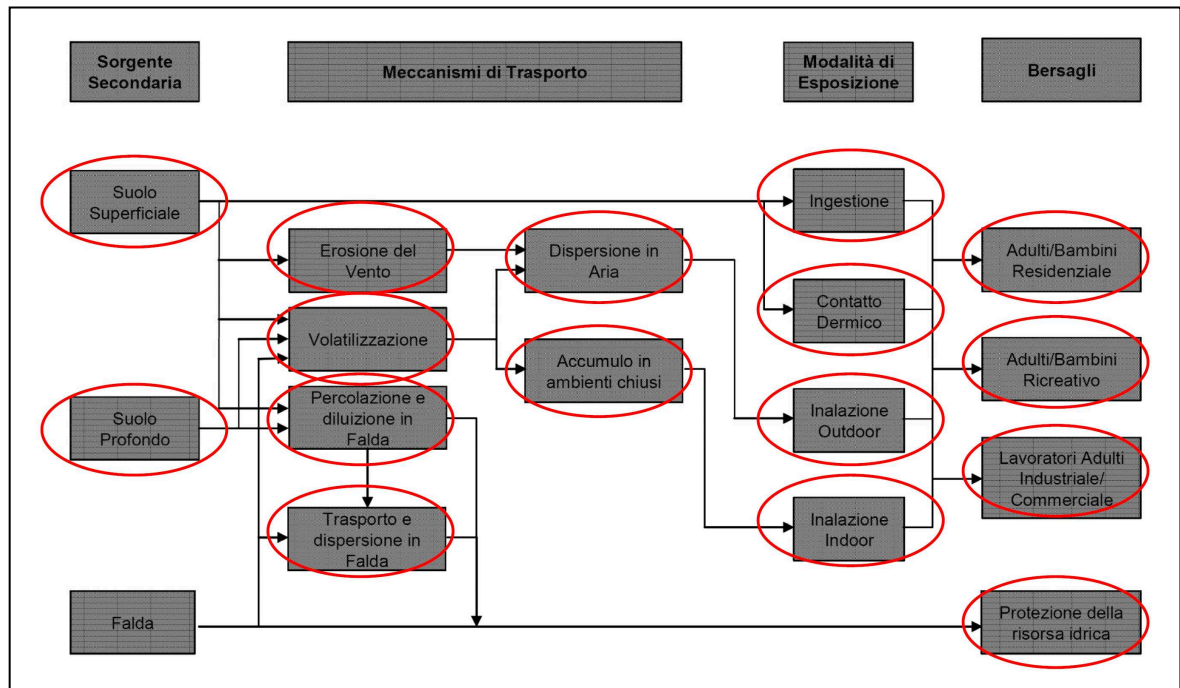 Sorgente
Secondaria
Meccanismi di Trasporto
Modalità di
Esposizione
Bersagli
Suolo
Superficiale
Ingestione
Erosione del
Vento
Dispersione in
Aria
Adulti/Bambini
Residenziale
Contatto
Dermico
Volatilizzazione
Accumulo in
ambienti chiusi
Adulti/Bambini
Ricreativo
Suolo
Profondo
Percolazione e
diluizione in
Falda
Inalazione
Outdoor
Lavoratori Adulti
Industriale/
Commerciale
Trasporto e
dispersione in
Falda
Inalazione
Indoor
Falda
Protezione della
risorsa idrica